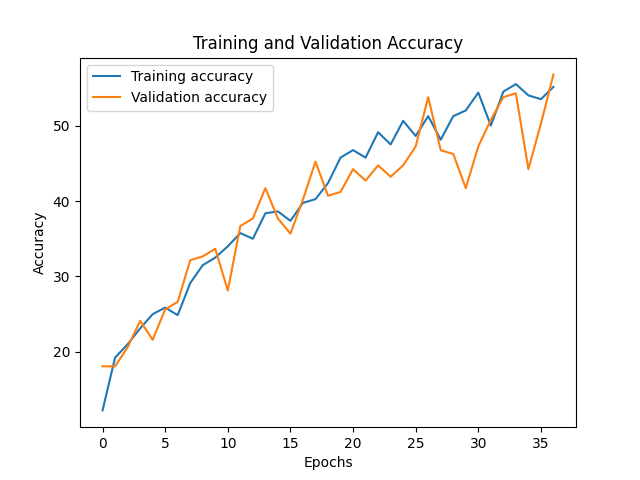 Training and Validation Accuracy
Training accuracy
Validation accuracy
50
40
30
20
Accuracy
0 5 10 15 20 25 30 35
Epochs